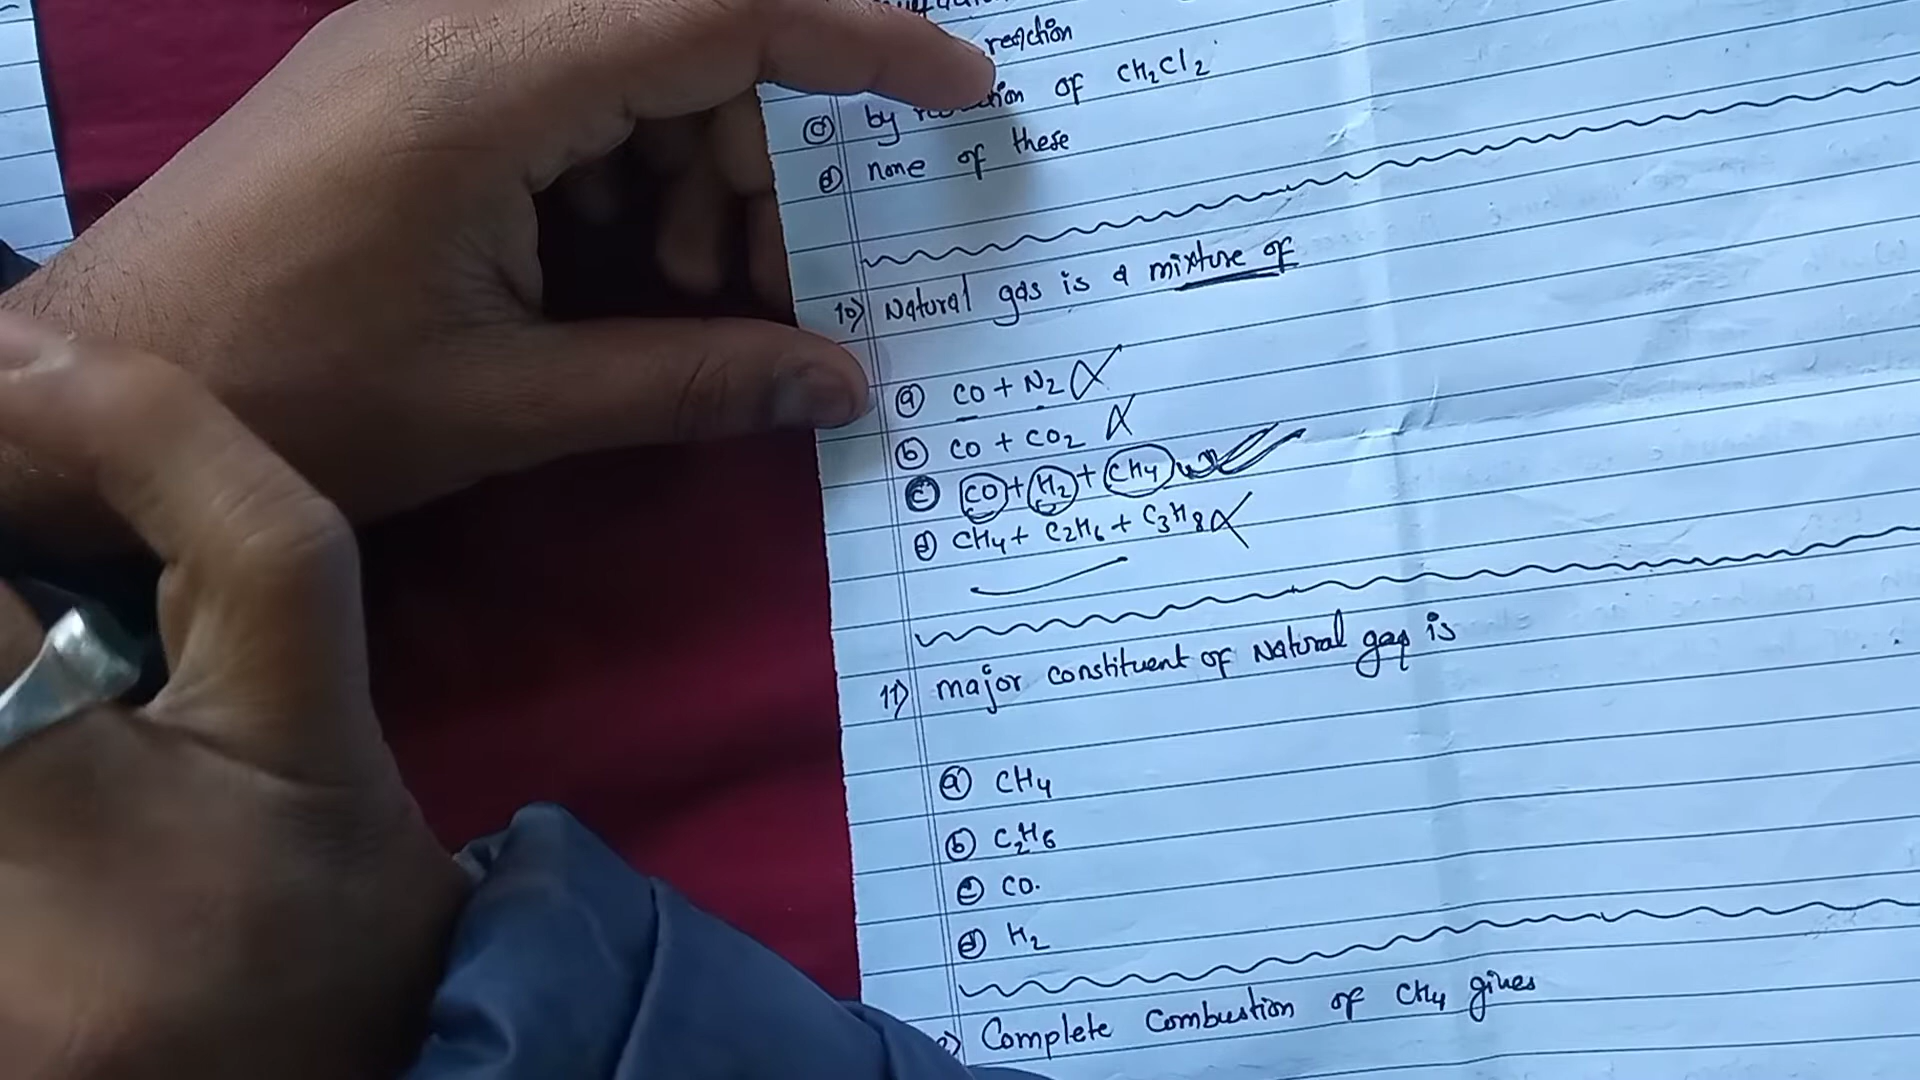 reaction
ⓒ by of CH2Cl2
ⓓ none of these
10) Natural gas is a mixture of
ⓐ CO + N2
ⓑ CO + CO2
ⓒ CO + H2 + CH4
ⓓ CH4 + C2H6 + C3H8
11) major constituent of Natural gas is
ⓐ CH4
ⓑ C2H6
ⓒ CO.
ⓓ H2
Complete Combustion of CH4 gives